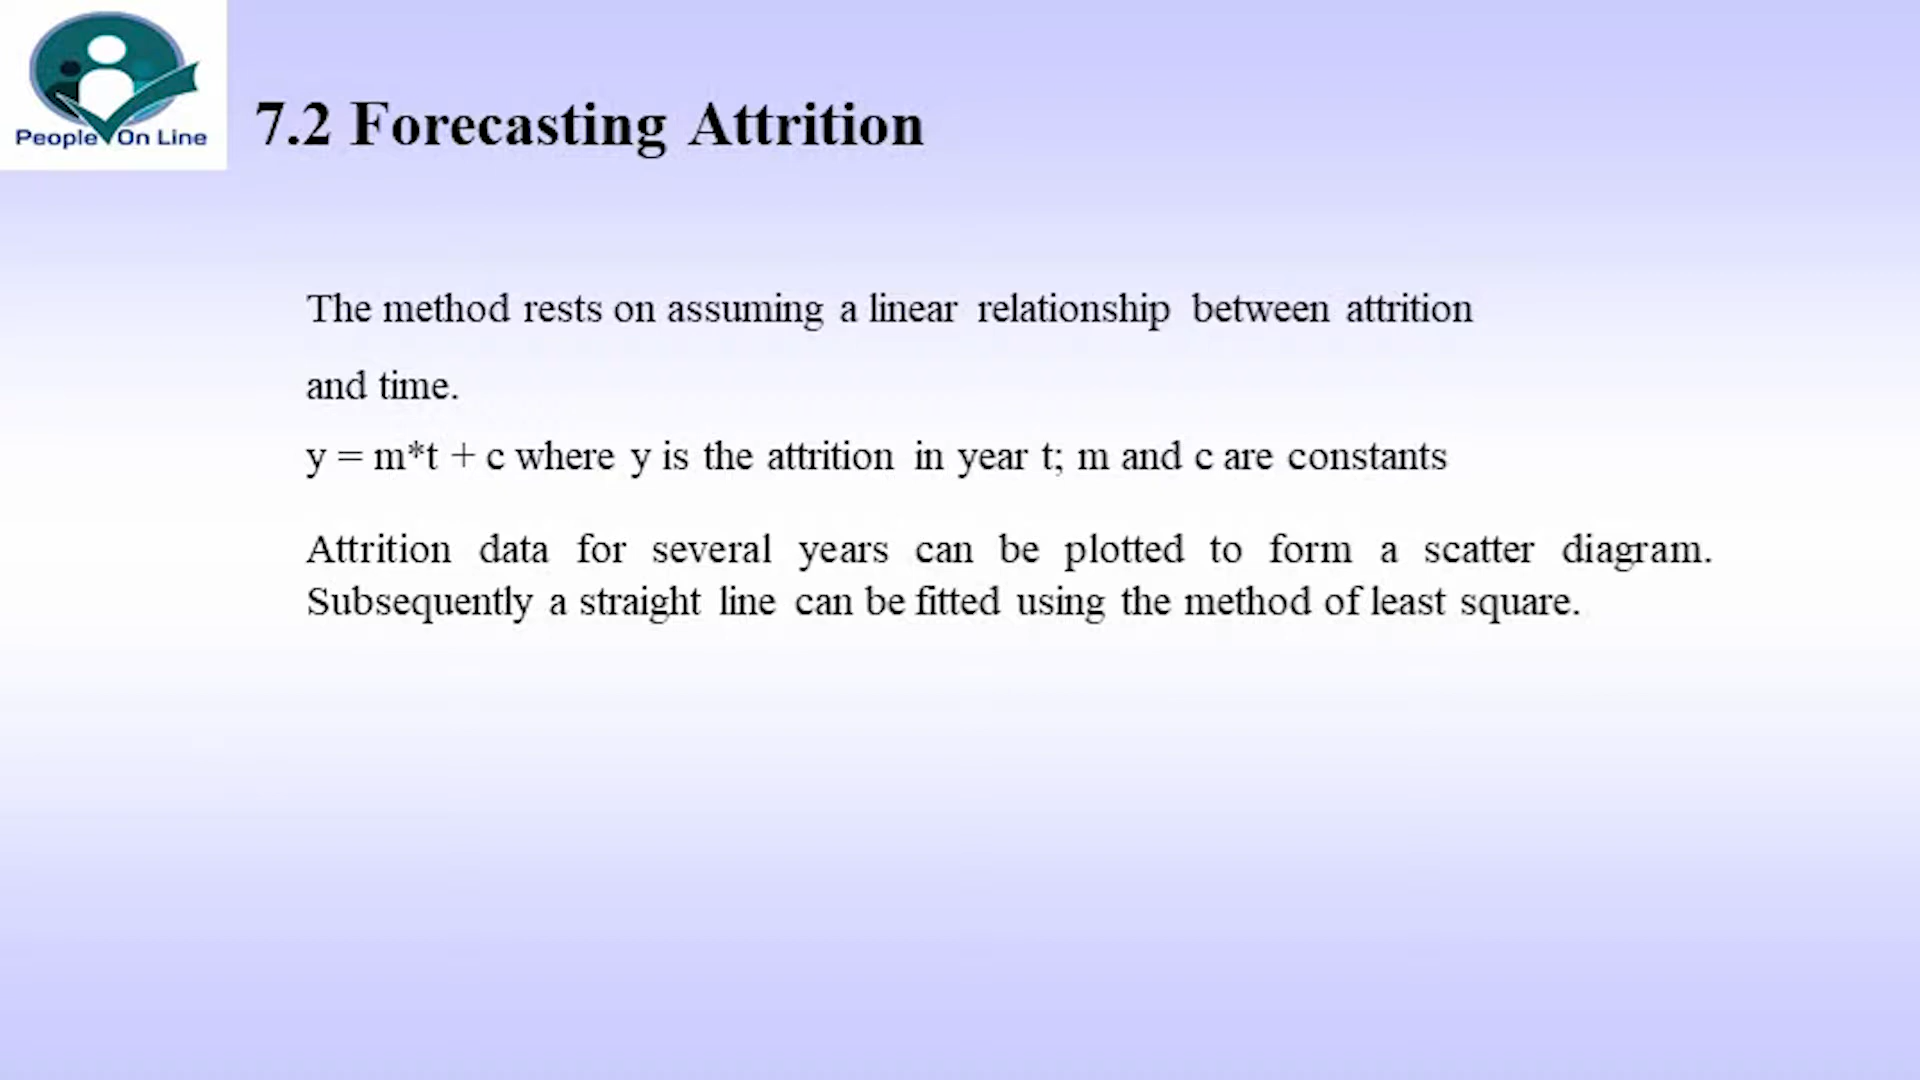 People On Line
7.2 Forecasting Attrition
The method rests on assuming a linear relationship between attrition
and time.
y = m*t + c where y is the attrition in year t; m and c are constants
Attrition data for several years can be plotted to form a scatter diagram.
Subsequently a straight line can be fitted using the method of least square.